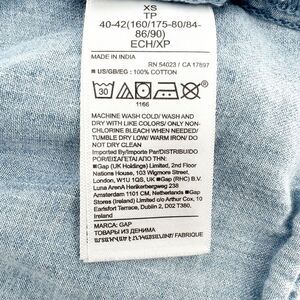 XS
TP
40-42(160/175-80/84-
86/90)
ECH/XP
MADE IN INDIA
RN 54023 / CA 17897
US/GB/EG : 100% COTTON
30
1166
MACHINE WASH COLD/ WASH AND
DRY WITH LIKE COLORS/ ONLY NON-
CHLORINE BLEACH WHEN NEEDED/
TUMBLE DRY LOW/ WARM IRON/ DO
NOT DRY CLEAN
Imported By/Importe Par/DISTRIBUIDO
POR/ΕΙΣΑΓΕΤΑΙ ΑΠΟ ΤΗΝ:
■Gap (UK Holdings) Limited, 2nd Floor
Nations House, 103 Wigmore Street,
London, W1U 1QS, UK ■Gap (RHC) B.V.
Luna ArenA Herikerbergweg 238
Amsterdam 1101 CM, Netherlands ■Gap
Stores (Ireland) Limited c/o Arthur Cox, 10
Earlsfort Terrace, Dublin 2, D02 T380,
Ireland
МАРКА: GAP
ТОВАРЫ ИЗ ДЕНИМА
FABRIQUE